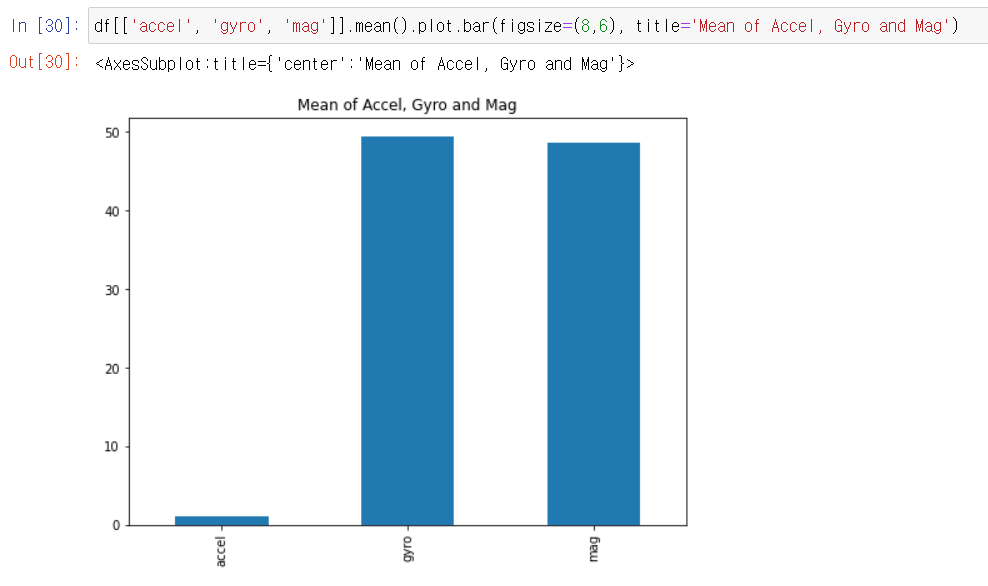 In [30]: df[['accel', 'gyro', 'mag']].mean().plot.bar(figsize=(8,6), title='Mean of Accel, Gyro and Mag')
Out[30]: <AxesSubplot:title={'center':'Mean of Accel, Gyro and Mag'}>
Mean of Accel, Gyro and Mag
50
40
30
20
10
0
accel
gyro
mag